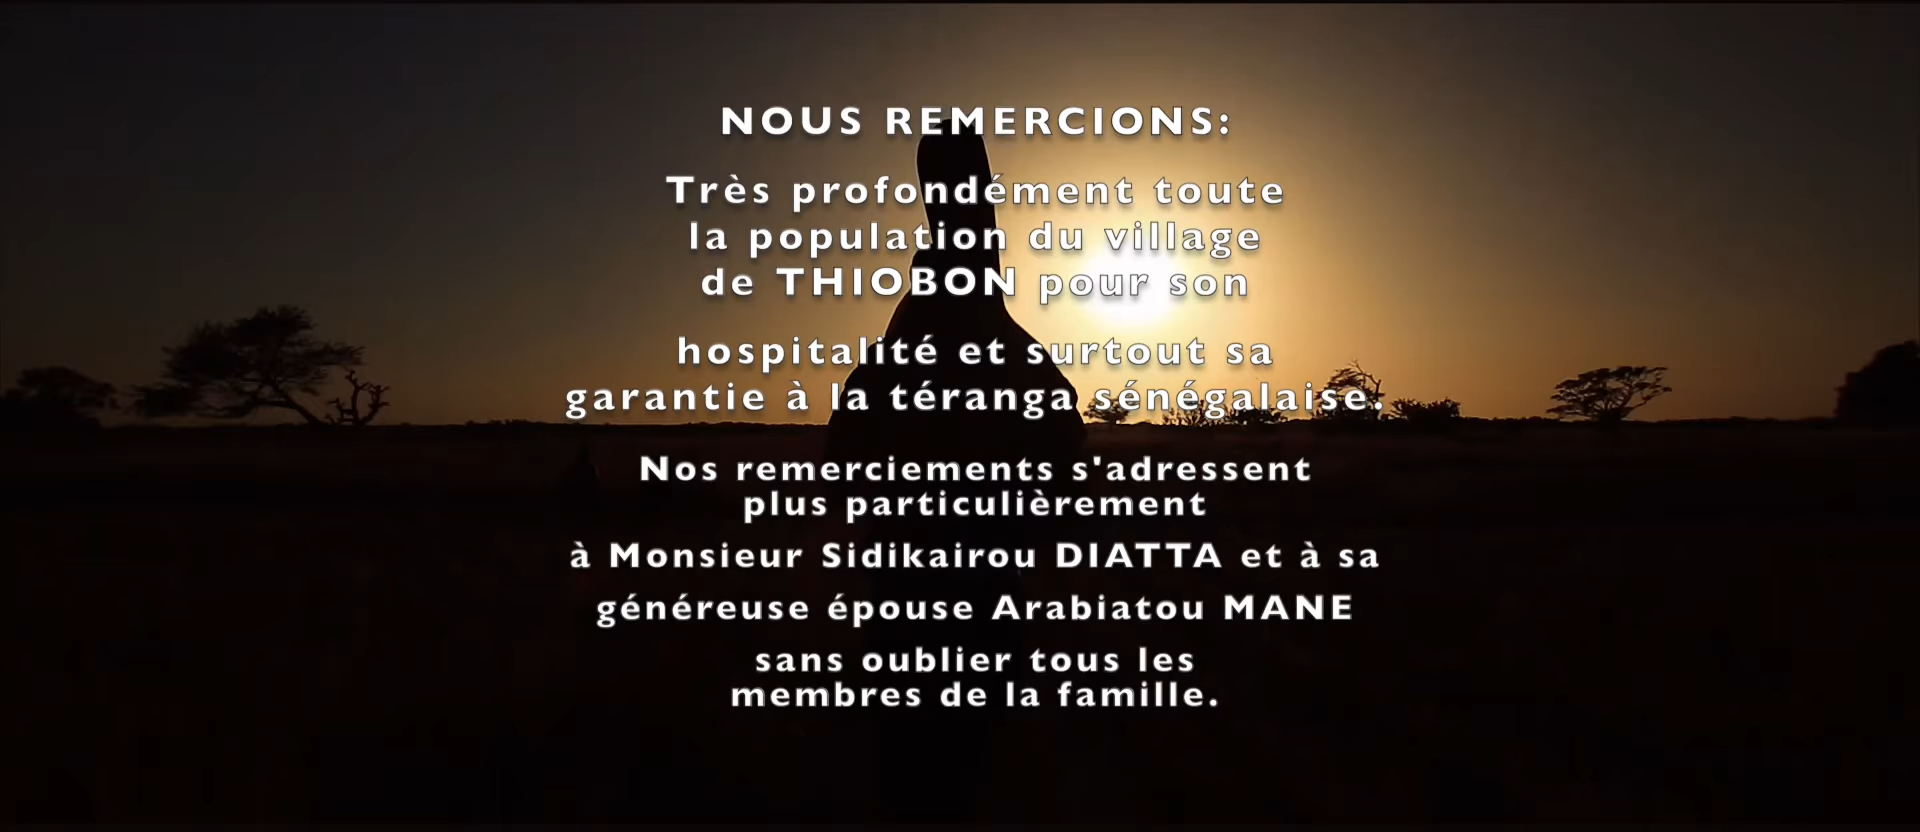 NOUS REMERCIONS:
Très profondément toute
la population du village
de THIOBON pour son
hospitalité et surtout sa
garantie à la téranga sénégalaise.
Nos remerciements s'adressent
plus particulièrement
à Monsieur Sidikairou DIATTA et à sa
généreuse épouse Arabiatou MANE
sans oublier tous les
membres de la famille.